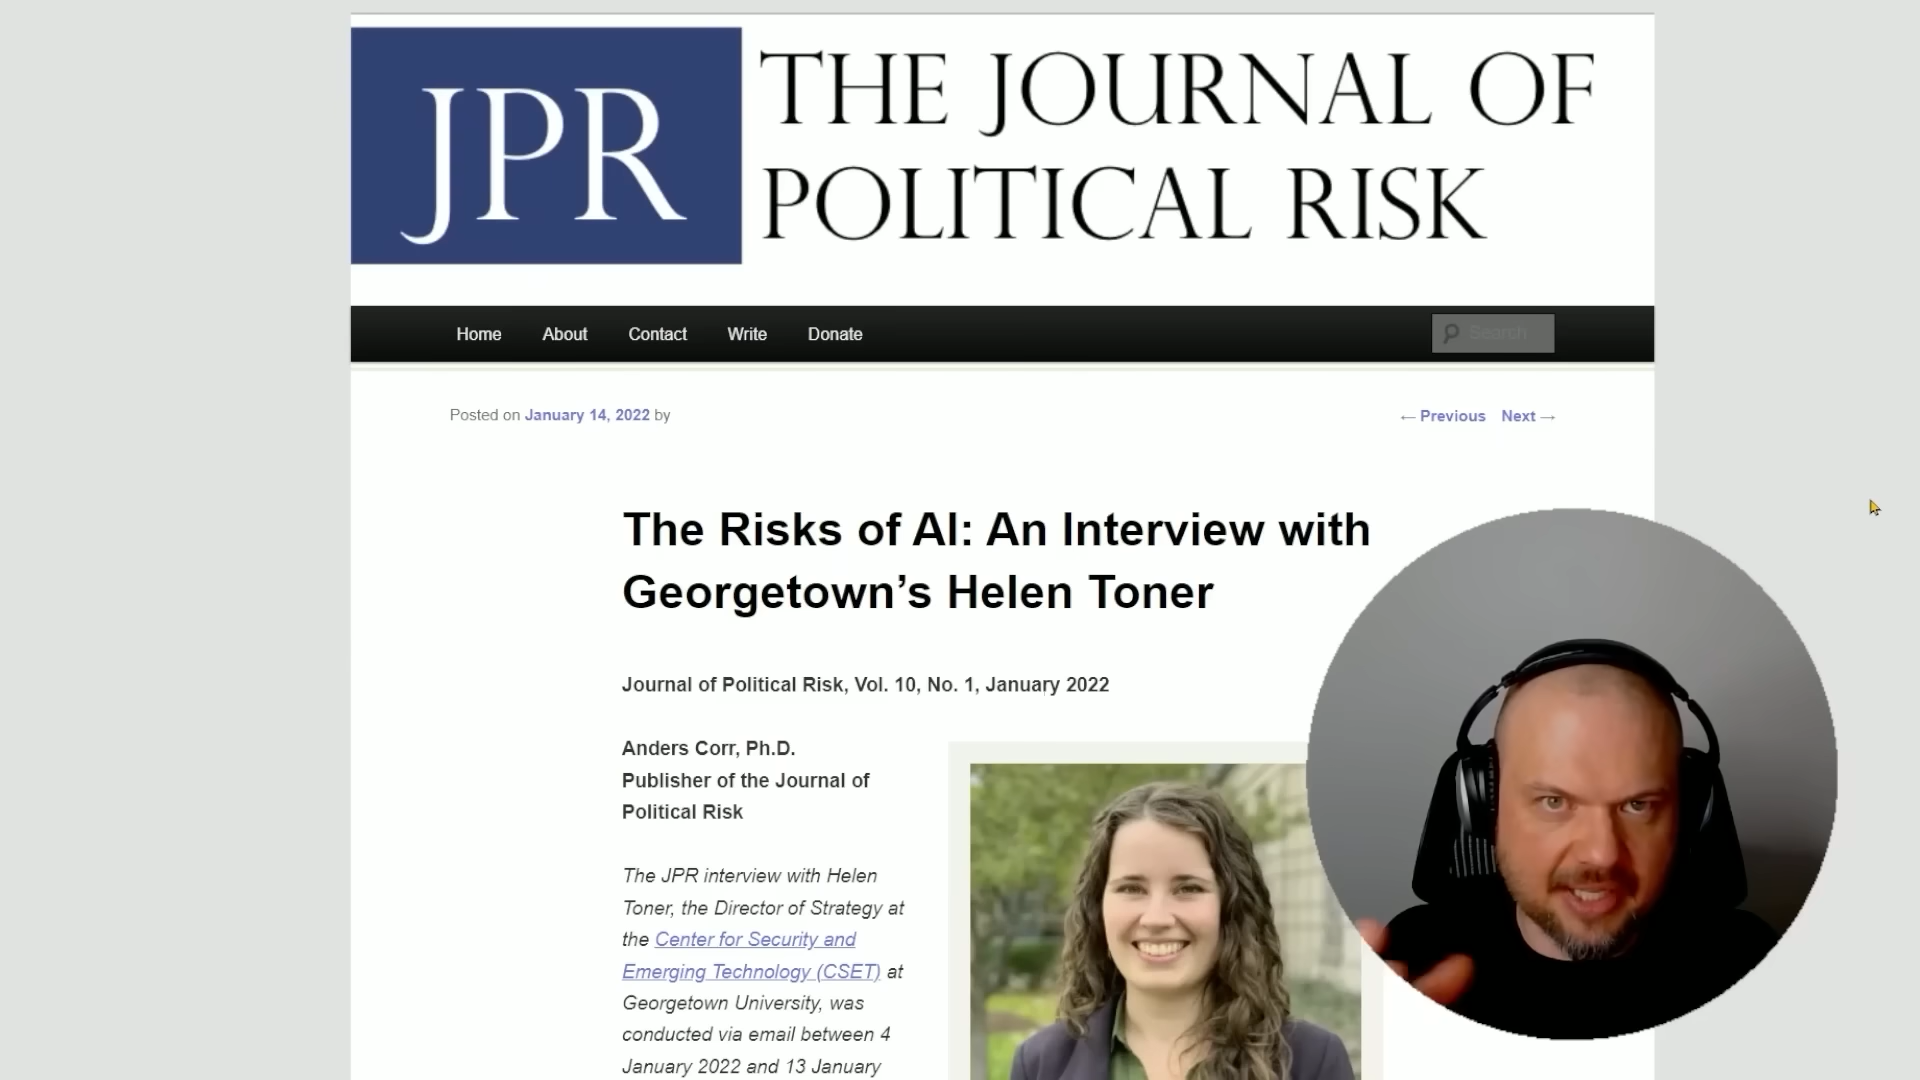 JPR
THE JOURNAL OF
POLITICAL RISK
Home About Contact Write Donate
Search
Posted on January 14, 2022 by
← Previous Next →
The Risks of AI: An Interview with
Georgetown’s Helen Toner
Journal of Political Risk, Vol. 10, No. 1, January 2022
Anders Corr, Ph.D.
Publisher of the Journal of
Political Risk
The JPR interview with Helen
Toner, the Director of Strategy at
the Center for Security and
Emerging Technology (CSET) at
Georgetown University, was
conducted via email between 4
January 2022 and 13 January